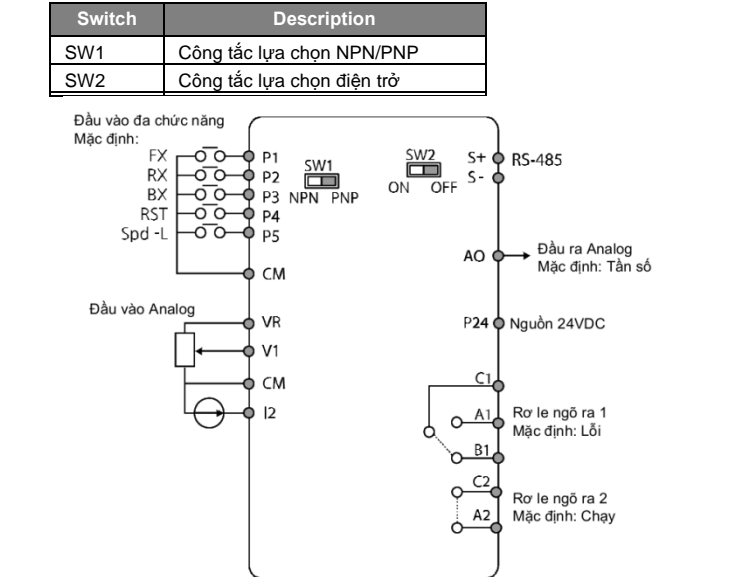 Switch Description
SW1 Công tắc lựa chọn NPN/PNP
SW2 Công tắc lựa chọn điện trở
Đầu vào đa chức năng
Mặc định:
FX P1
RX P2
BX P3
RST P4
Spd -L P5
CM
SW1
NPN PNP
SW2
ON OFF
S+ RS-485
S-
AO Đầu ra Analog
Mặc định: Tần số
Đầu vào Analog
VR
V1
CM
I2
P24 Nguồn 24VDC
C1
A1 Rơ le ngõ ra 1
Mặc định: Lỗi
B1
C2
Rơ le ngõ ra 2
A2 Mặc định: Chạy